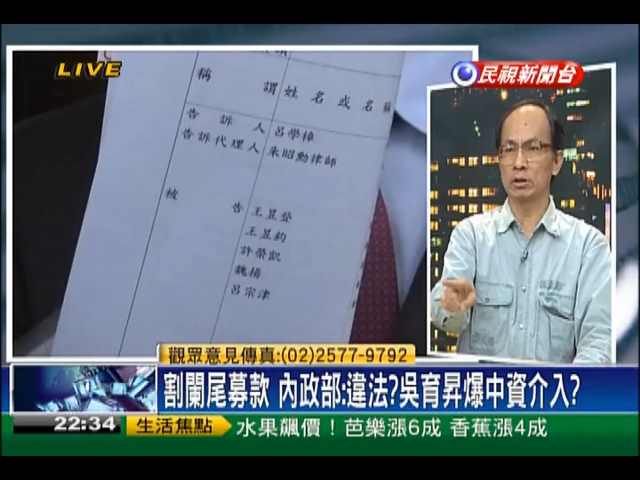 LIVE
民視新聞台
稱謂 姓名或名稱
告訴人 呂學樟
告訴代理人 朱昭勳律師
被告 王昱登
王昱鈞
許榮凱
魏揚
呂宗津
觀眾意見傳真:(02)2577-9792
割闌尾募款 內政部:違法?吳育昇爆中資介入?
22:34 生活焦點 水果飆價!芭樂漲6成 香蕉漲4成